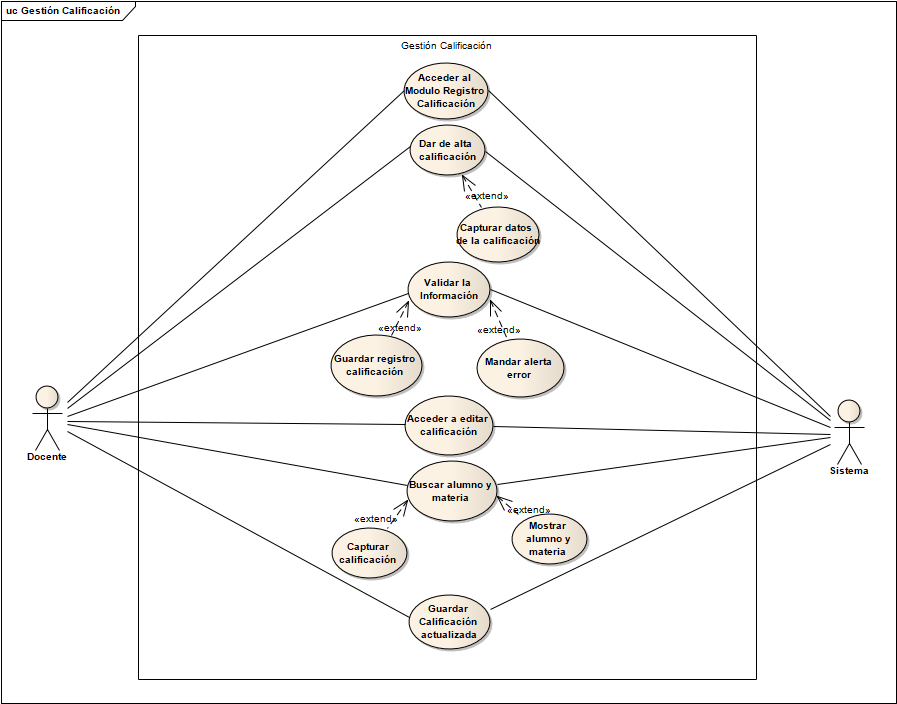 uc Gestión Calificación
Gestión Calificación
Acceder al
Modulo Registro
Calificación
Dar de alta
calificación
«extend»
Capturar datos
de la calificación
Validar la
Información
«extend»
«extend»
Guardar registro
calificación
Mandar alerta
error
Acceder a editar
calificación
Docente
Sistema
Buscar alumno y
materia
«extend»
«extend»
Capturar
calificación
Mostrar
alumno y
materia
Guardar
Calificación
actualizada